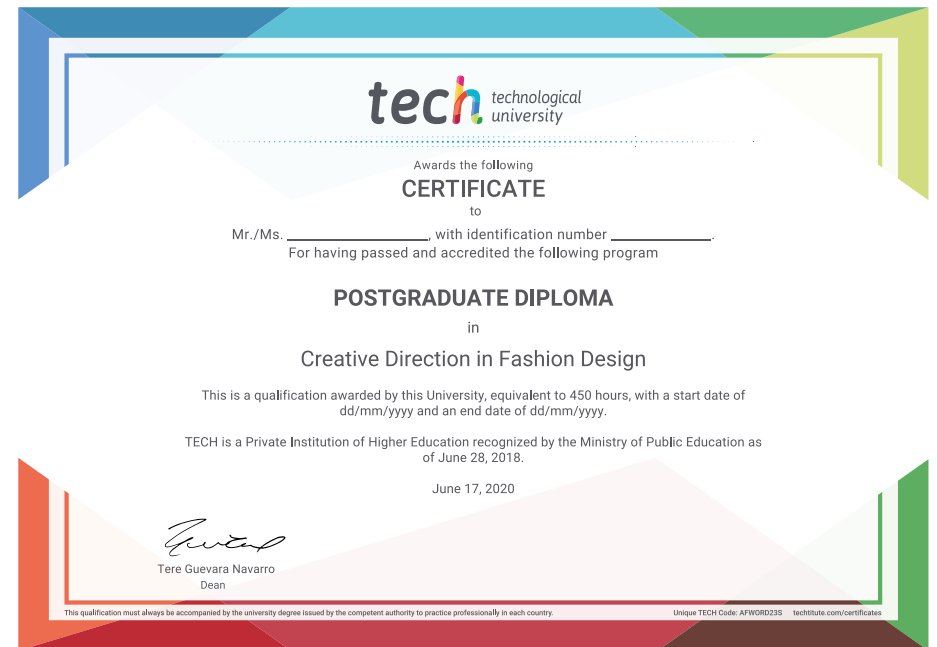 tech technological
university
Awards the following
CERTIFICATE
to
Mr./Ms. ____________________, with identification number ______________.
For having passed and accredited the following program
POSTGRADUATE DIPLOMA
in
Creative Direction in Fashion Design
This is a qualification awarded by this University, equivalent to 450 hours, with a start date of
dd/mm/yyyy and an end date of dd/mm/yyyy.
TECH is a Private Institution of Higher Education recognized by the Ministry of Public Education as
of June 28, 2018.
June 17, 2020
Tere Guevara Navarro
Dean
This qualification must always be accompanied by the university degree issued by the competent authority to practice professionally in each country. Unique TECH Code: AFWORD23S techtitute.com/certificates